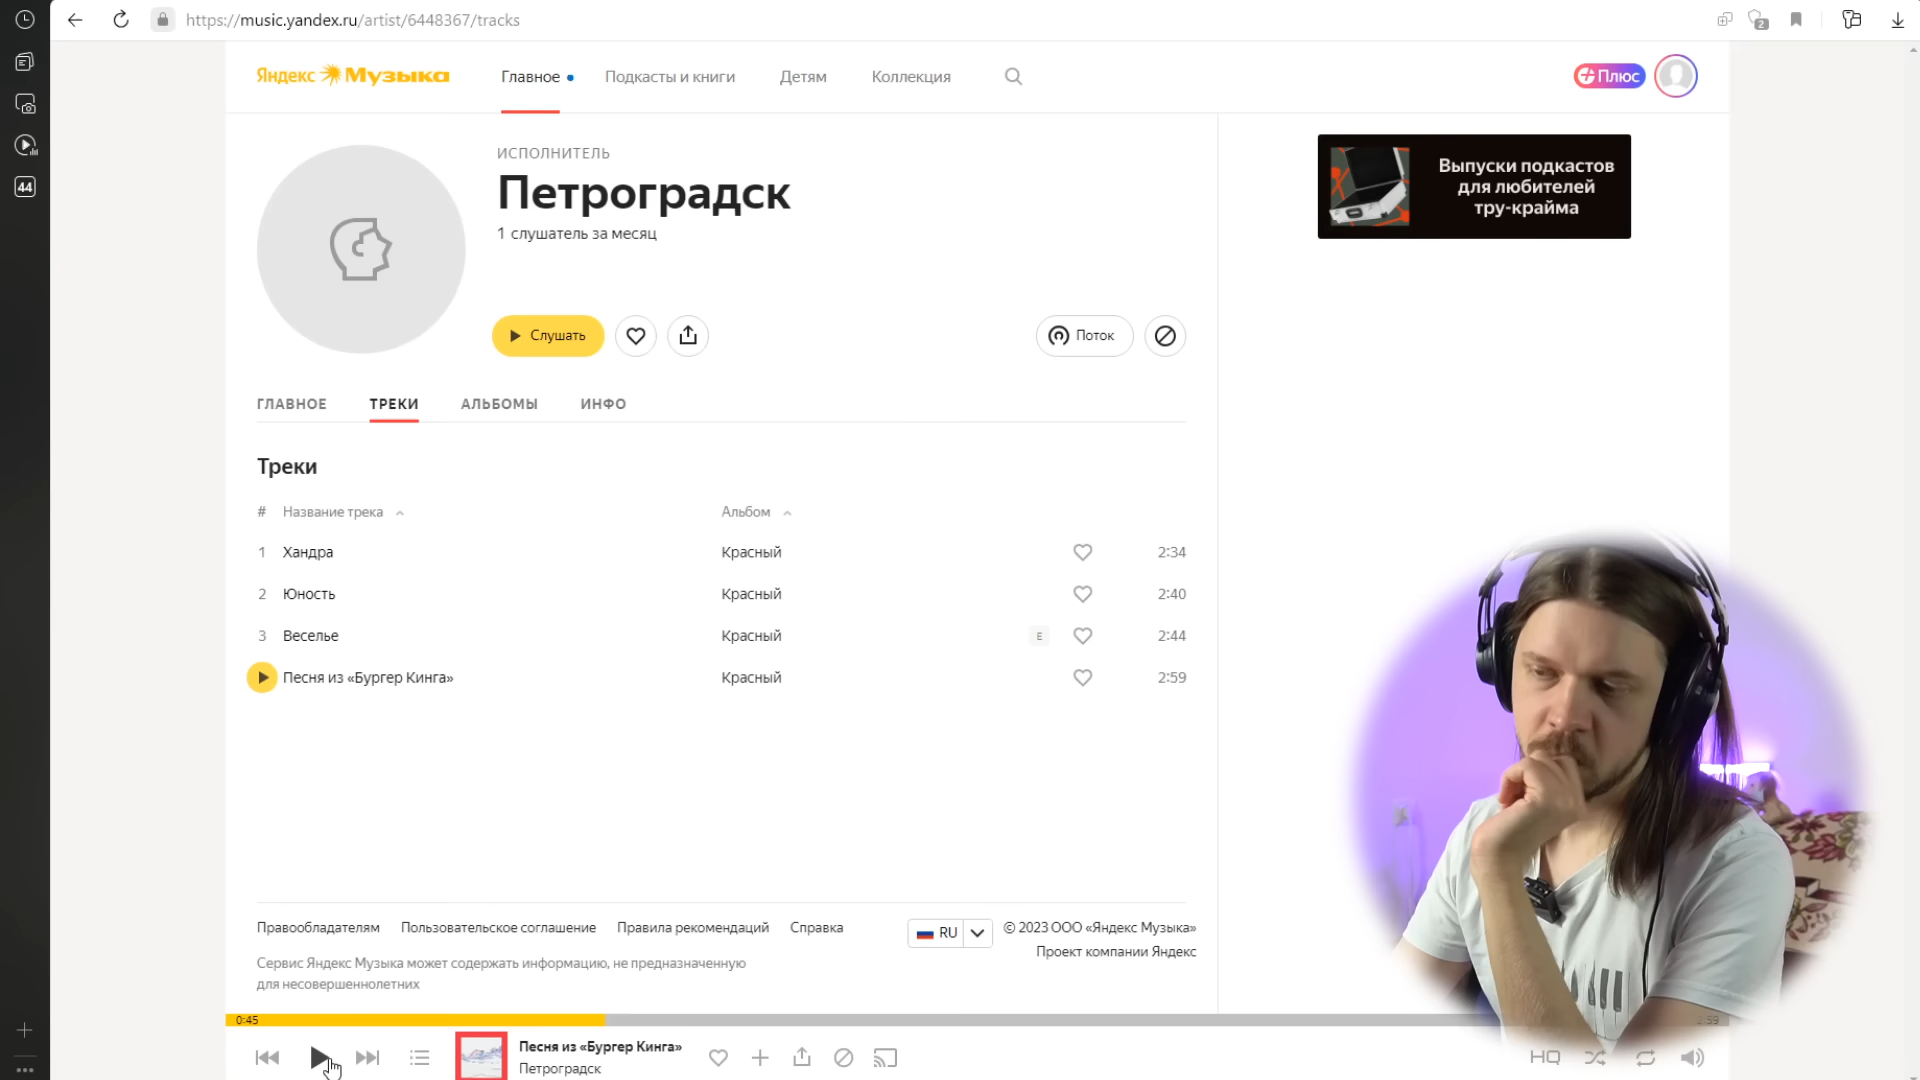 https://music.yandex.ru/artist/6448367/tracks
2
44
Яндекс Музыка
Главное
Подкасты и книги
Детям
Коллекция
Плюс
ИСПОЛНИТЕЛЬ
Петроградск
1 слушатель за месяц
Слушать
Поток
Выпуски подкастов
для любителей
тру-крайма
ГЛАВНОЕ
ТРЕКИ
АЛЬБОМЫ
ИНФО
Треки
# Название трека Альбом
1 Хандра Красный 2:34
2 Юность Красный 2:40
3 Веселье Красный E 2:44
Песня из «Бургер Кинга» Красный 2:59
Правообладателям
Пользовательское соглашение
Правила рекомендаций
Справка
RU
© 2023 ООО «Яндекс Музыка»
Проект компании Яндекс
Сервис Яндекс Музыка может содержать информацию, не предназначенную
для несовершеннолетних
0:45
2:59
Песня из «Бургер Кинга»
Петроградск
HQ